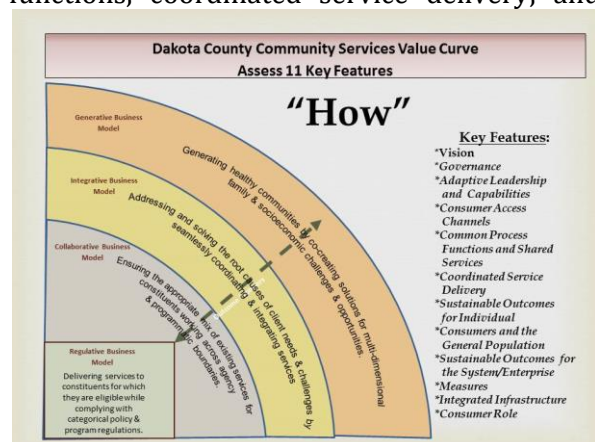 functions, coordinated service delivery, and
Dakota County Community Services Value Curve
Assess 11 Key Features
“How”
Generative Business
Model
Generating healthy communities by co-creating solutions for multi-dimensional
family & socioeconomic challenges & opportunities.
Integrative Business
Model
Addressing and solving the root causes of client needs & challenges by
seamlessly coordinating & integrating services
Collaborative Business
Model
Ensuring the appropriate mix of existing services for
constituents working across agency
& programmatic boundaries.
Regulative Business
Model
Delivering services to
constituents for which
they are eligible while
complying with
categorical policy &
program regulations.
Key Features:
*Vision
*Governance
*Adaptive Leadership
and Capabilities
*Consumer Access
Channels
*Common Process
Functions and Shared
Services
*Coordinated Service
Delivery
*Sustainable Outcomes
for Individual
*Consumers and the
General Population
*Sustainable Outcomes for
the System/Enterprise
*Measures
*Integrated Infrastructure
*Consumer Role